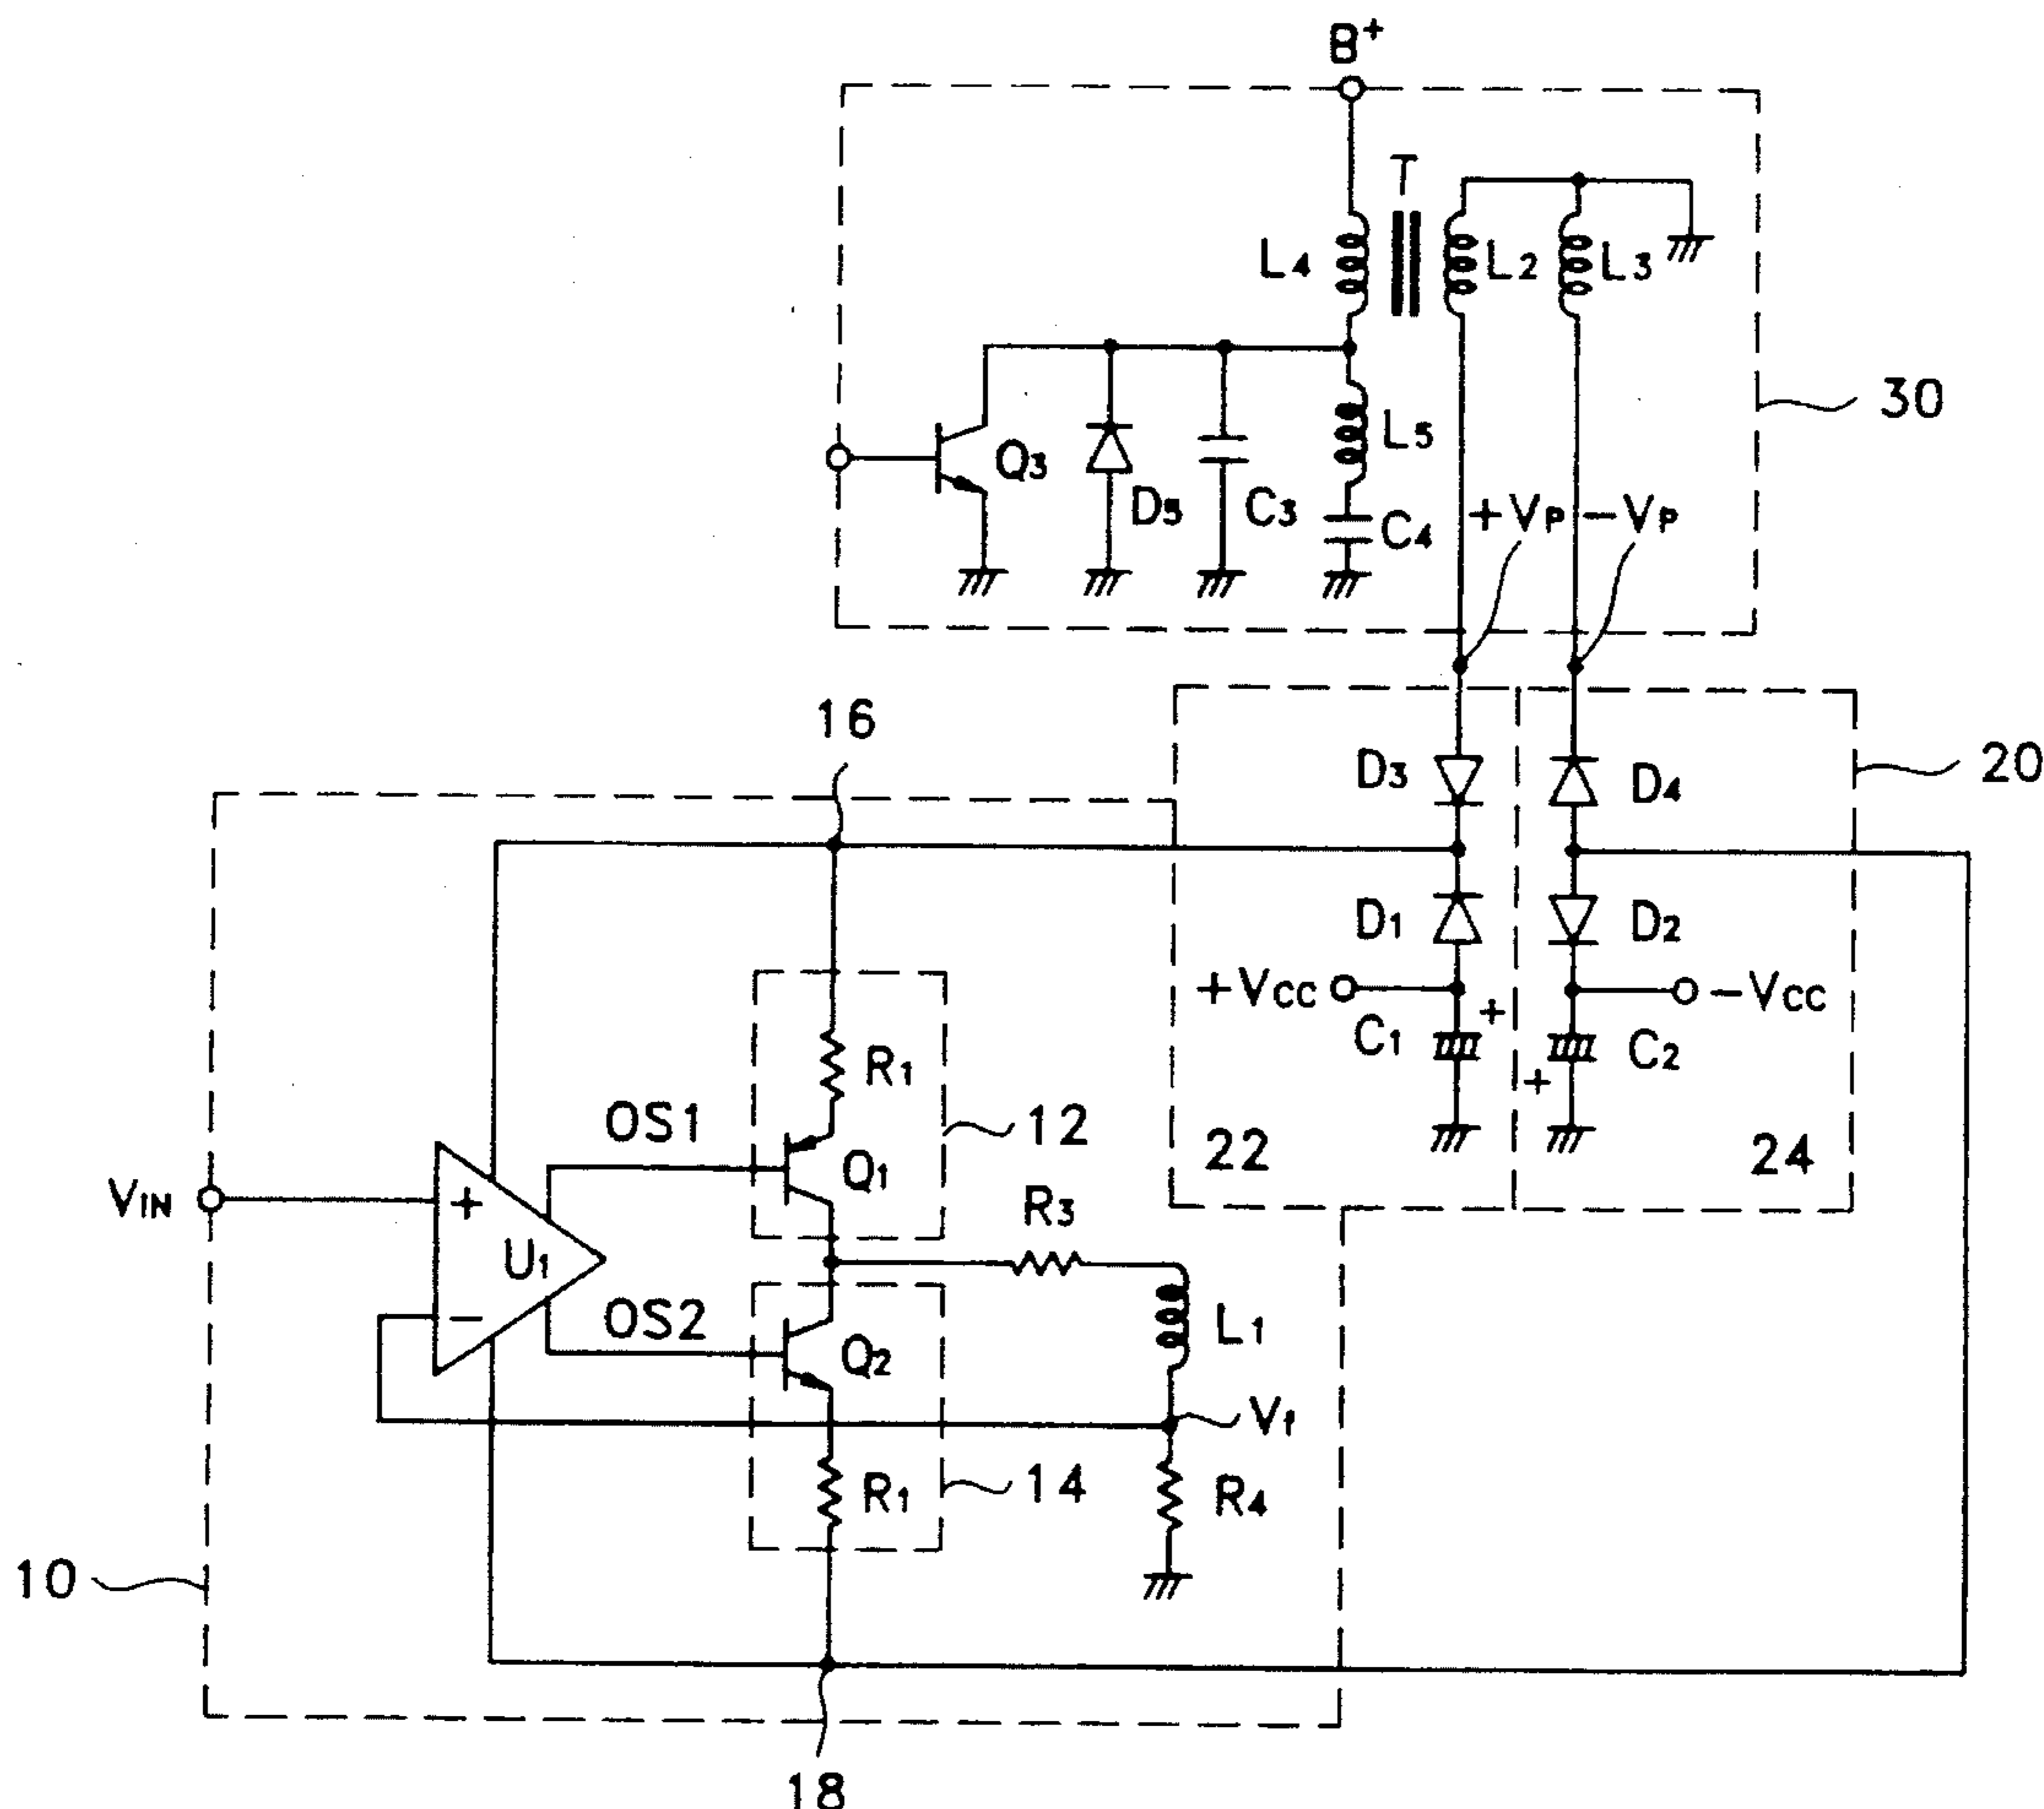 B+
T
L4
L2
L3
30
L5
Q3
D5
C3
C4
+VP
-VP
16
20
D3
D4
D1
D2
+VCC
-VCC
+
C1
C2
+
R1
12
OS1
22
24
Q1
VIN
+
R3
U1
OS2
L1
-
Q2
Vf
R1
14
R4
10
18